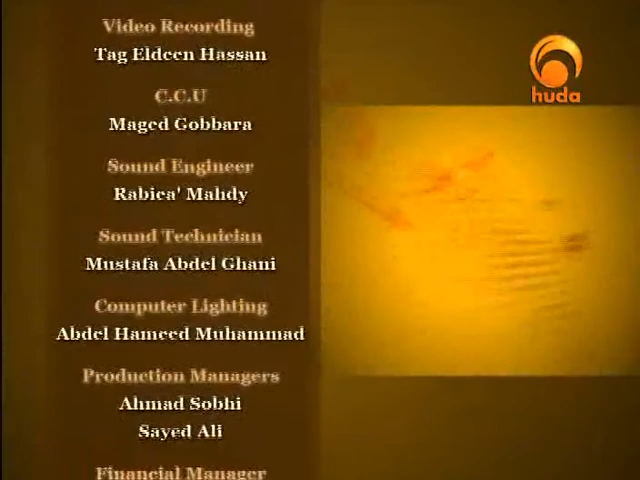 Video Recording
Tag Eldeen Hassan
C.C.U
Maged Gobbara
Sound Engineer
Rabiea' Mahdy
Sound Technician
Mustafa Abdel Ghani
Computer Lighting
Abdel Hameed Muhammad
Production Managers
Ahmad Sobhi
Sayed Ali
Financial Manager
huda